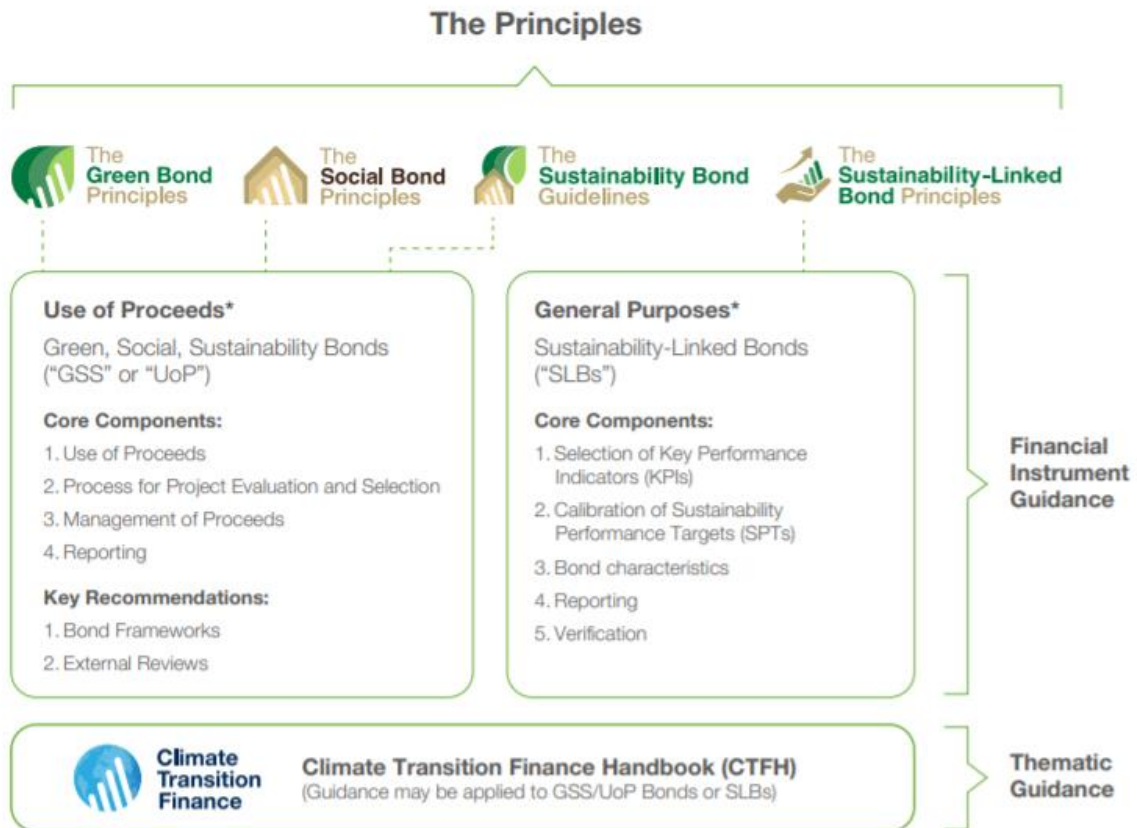 The Principles
The
Green Bond
Principles
The
Social Bond
Principles
The
Sustainability Bond
Guidelines
The
Sustainability-Linked
Bond Principles
Use of Proceeds*
Green, Social, Sustainability Bonds
(“GSS” or “UoP”)
Core Components:
1. Use of Proceeds
2. Process for Project Evaluation and Selection
3. Management of Proceeds
4. Reporting
Key Recommendations:
1. Bond Frameworks
2. External Reviews
General Purposes*
Sustainability-Linked Bonds
(“SLBs”)
Core Components:
1. Selection of Key Performance
Indicators (KPIs)
2. Calibration of Sustainability
Performance Targets (SPTs)
3. Bond characteristics
4. Reporting
5. Verification
Financial
Instrument
Guidance
Climate
Transition
Finance
Climate Transition Finance Handbook (CTFH)
(Guidance may be applied to GSS/UoP Bonds or SLBs)
Thematic
Guidance